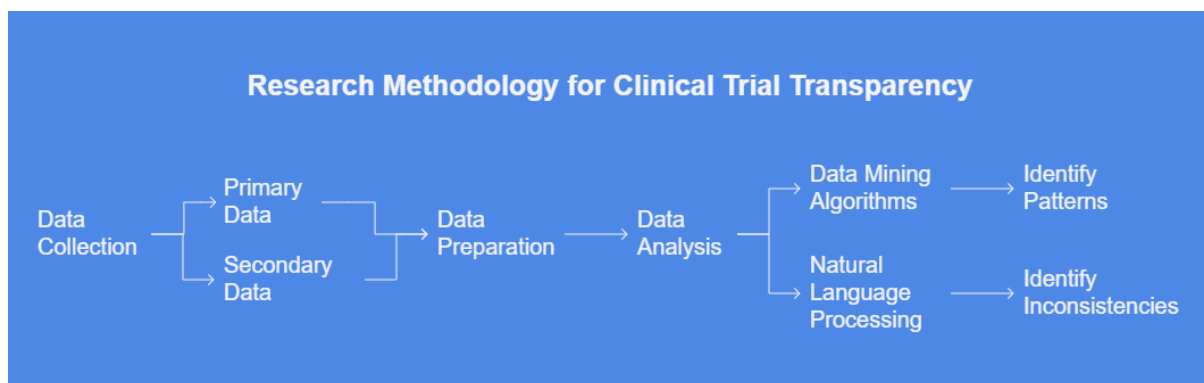 Research Methodology for Clinical Trial Transparency
Data
Collection
Primary
Data
Secondary
Data
Data
Preparation
Data
Analysis
Data Mining
Algorithms
Identify
Patterns
Natural
Language
Processing
Identify
Inconsistencies